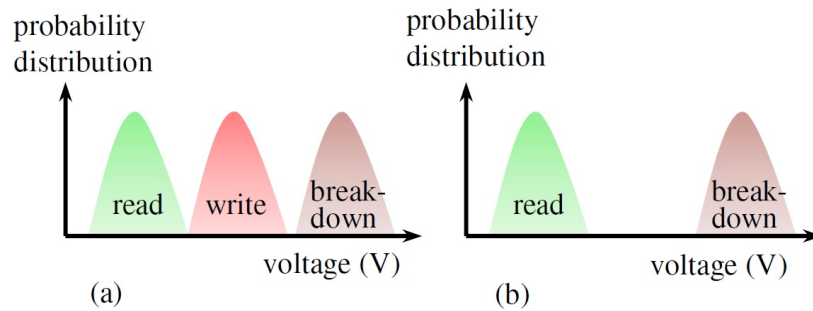 probability
distribution
read
write
break-
down
voltage (V)
(a)
probability
distribution
read
break-
down
voltage (V)
(b)